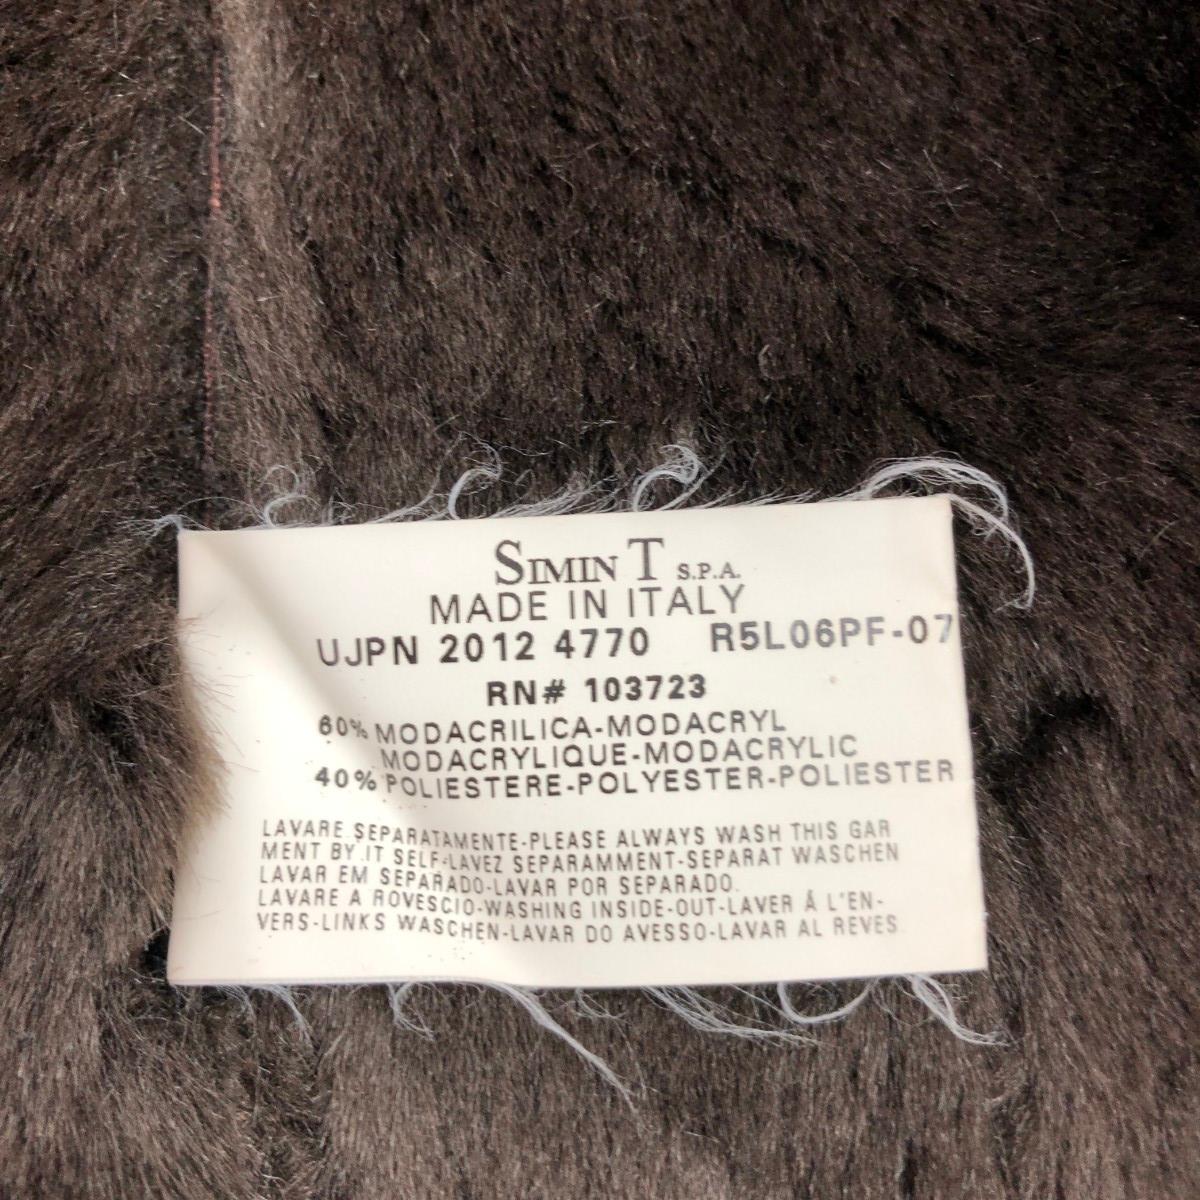 SIMIN T S.P.A.
MADE IN ITALY
UJPN 2012 4770 R5L06PF-07
RN# 103723
60% MODACRILICA-MODACRYL
MODACRYLIQUE-MODACRYLIC
40% POLIESTERE-POLYESTER-POLIESTER
LAVARE SEPARATAMENTE-PLEASE ALWAYS WASH THIS GAR
MENT BY IT SELF-LAVEZ SEPARAMMENT-SEPARAT WASCHEN
LAVAR EM SEPARADO-LAVAR POR SEPARADO.
LAVARE A ROVESCIO-WASHING INSIDE-OUT-LAVER Á L'EN-
VERS-LINKS WASCHEN-LAVAR DO AVESSO-LAVAR AL REVES.